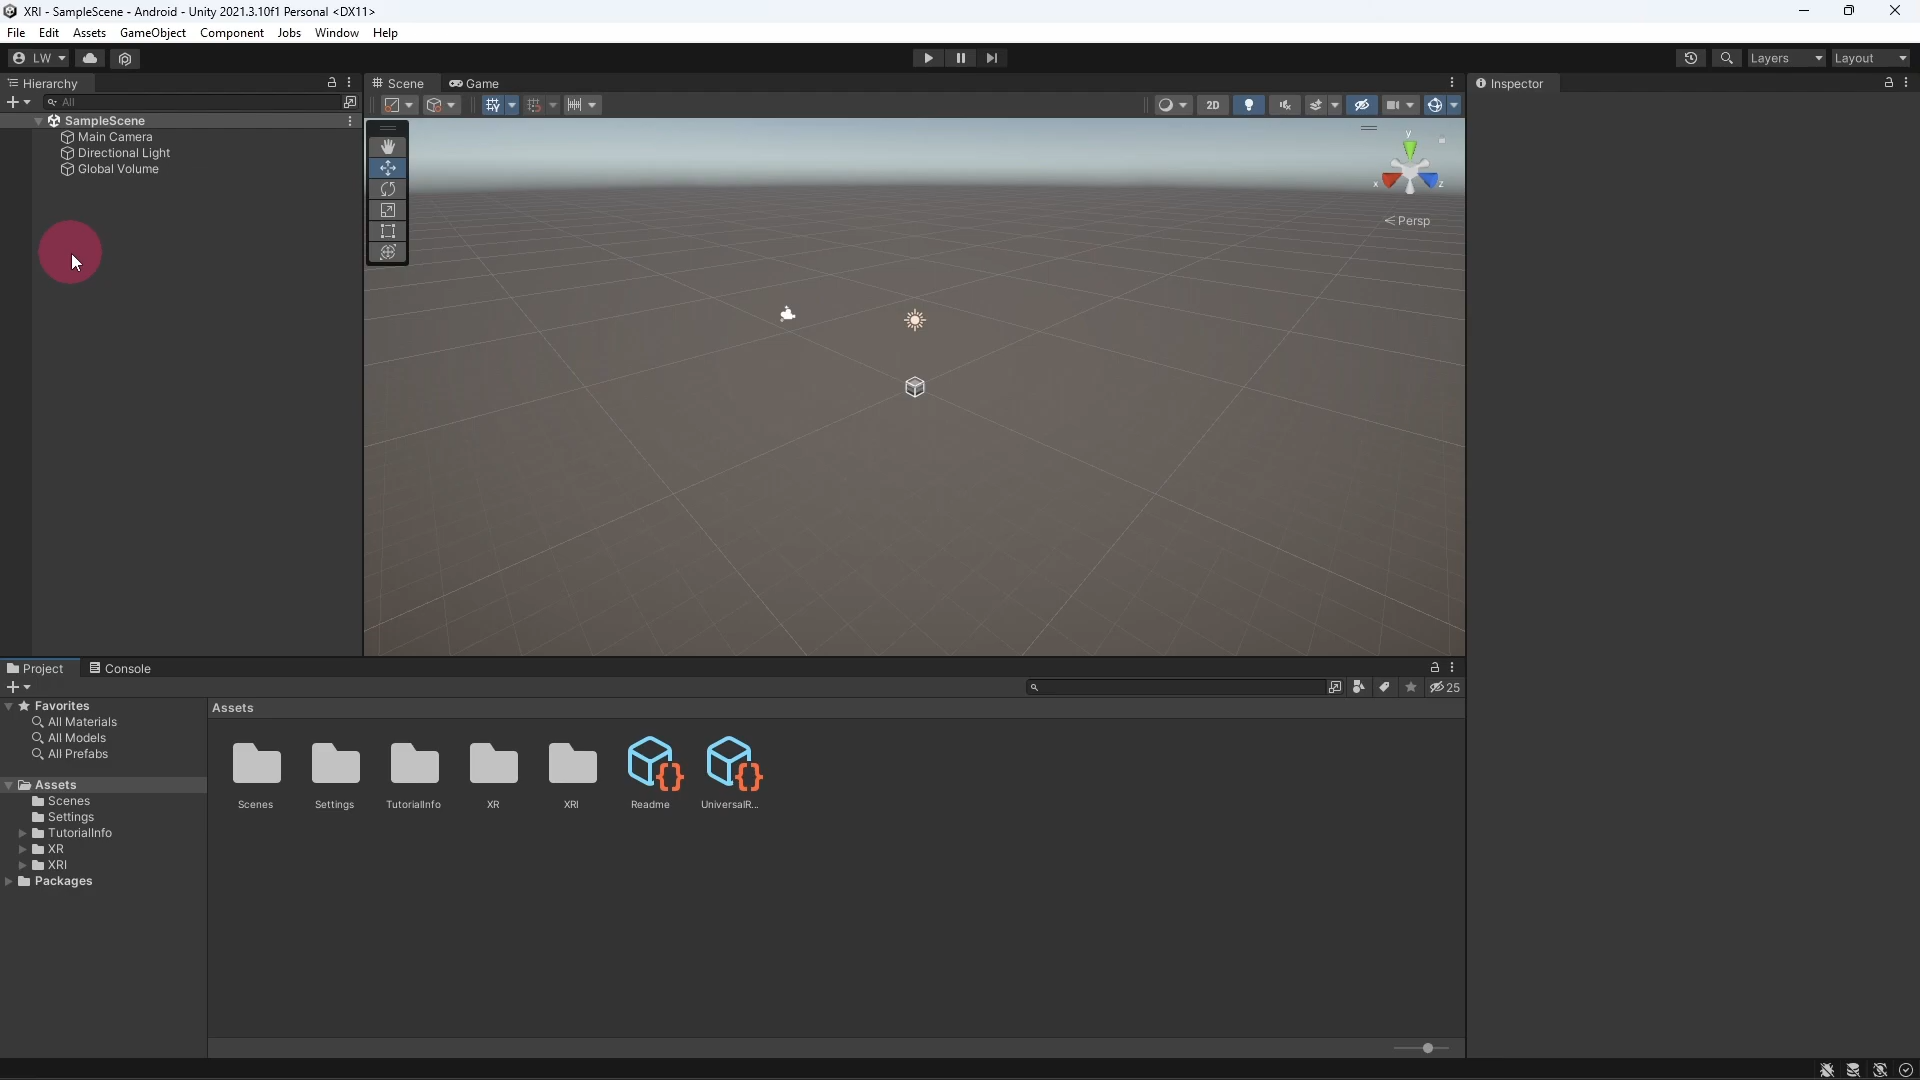 XRI - SampleScene - Android - Unity 2021.3.10f1 Personal <DX11>
File Edit Assets GameObject Component Jobs Window Help
LW
Layers
Layout
Hierarchy
Scene
Game
Inspector
All
2D
SampleScene
Main Camera
Directional Light
Global Volume
y
x
z
Persp
Project
Console
25
Favorites
All Materials
All Models
All Prefabs
Assets
Scenes
Settings
TutorialInfo
XR
XRI
Packages
Assets
Scenes
Settings
TutorialInfo
XR
XRI
Readme
UniversalR...